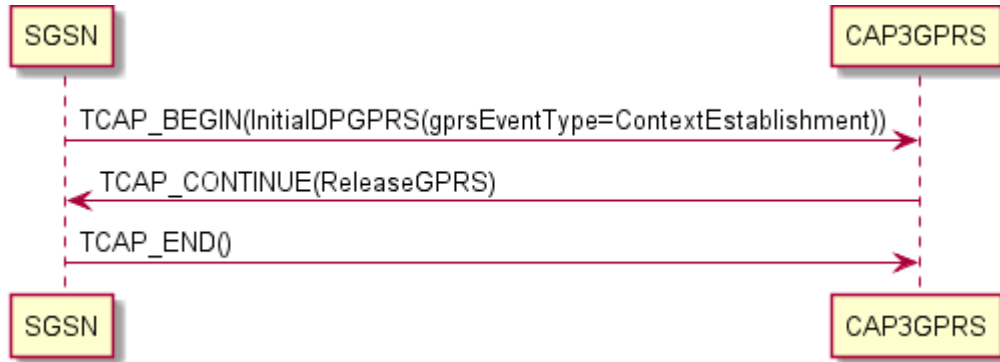 SGSN
CAP3GPRS
TCAP_BEGIN(InitialDPGPRS(gprsEventType=ContextEstablishment))
TCAP_CONTINUE(ReleaseGPRS)
TCAP_END()
SGSN
CAP3GPRS